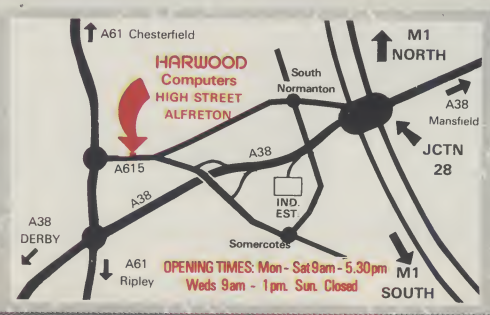 A61 Chesterfield
HARWOOD
Computers
HIGH STREET
ALFRETON
South
Normanton
M1
NORTH
A38
Mansfield
JCTN
28
A615
A38
A38
IND.
EST.
A38
DERBY
Somercotes
A61
Ripley
OPENING TIMES: Mon - Sat 9am - 5.30pm
Weds 9am - 1pm. Sun. Closed
M1
SOUTH